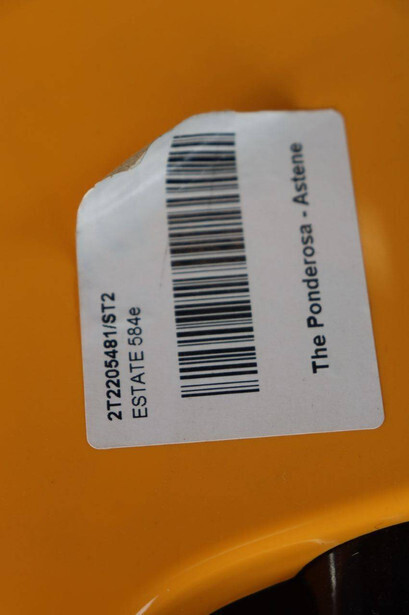 2T2205481/ST2
ESTATE 584e
The Ponderosa - Astene